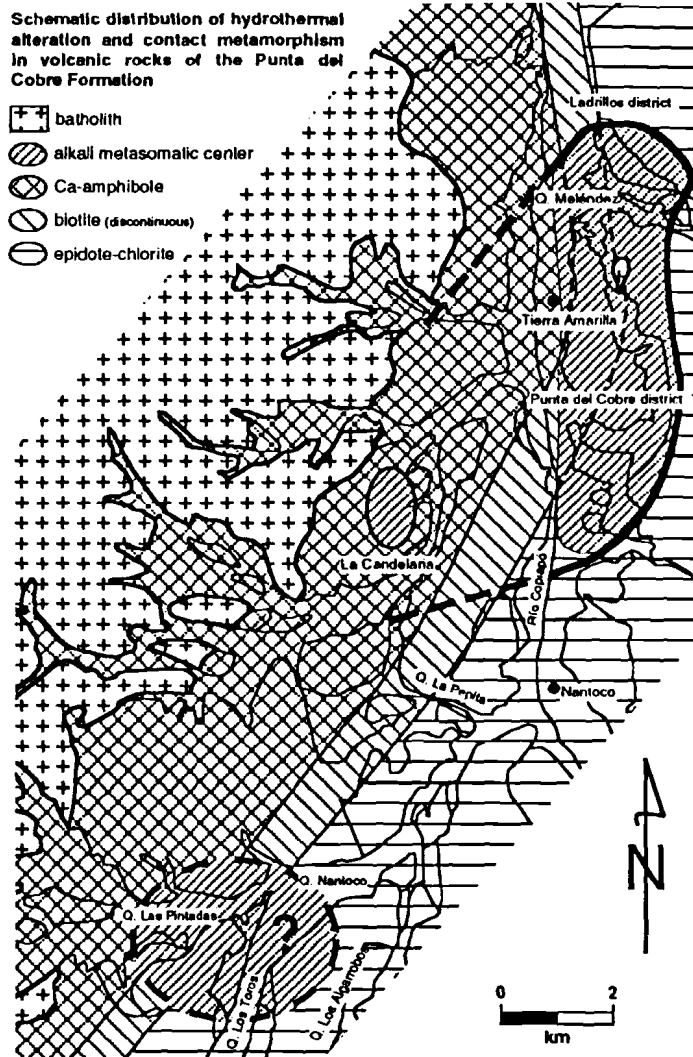 Schematic distribution of hydrothermal
alteration and contact metamorphism
in volcanic rocks of the Punta del
Cobre Formation
batholith
alkali metasomatic center
Ca-amphibole
biotite (discontinuous)
epidote-chlorite
Ladrillos district
Q. Meléndez
Tierra Amarilla
Punta del Cobre district
La Candelaria
Río Copiapó
Q. La Pepita
Nantoco
N
Q. Nantoco
Q. Las Pintadas
?
Q. Los Toros
Q. Los Algarrobos
0 2
km